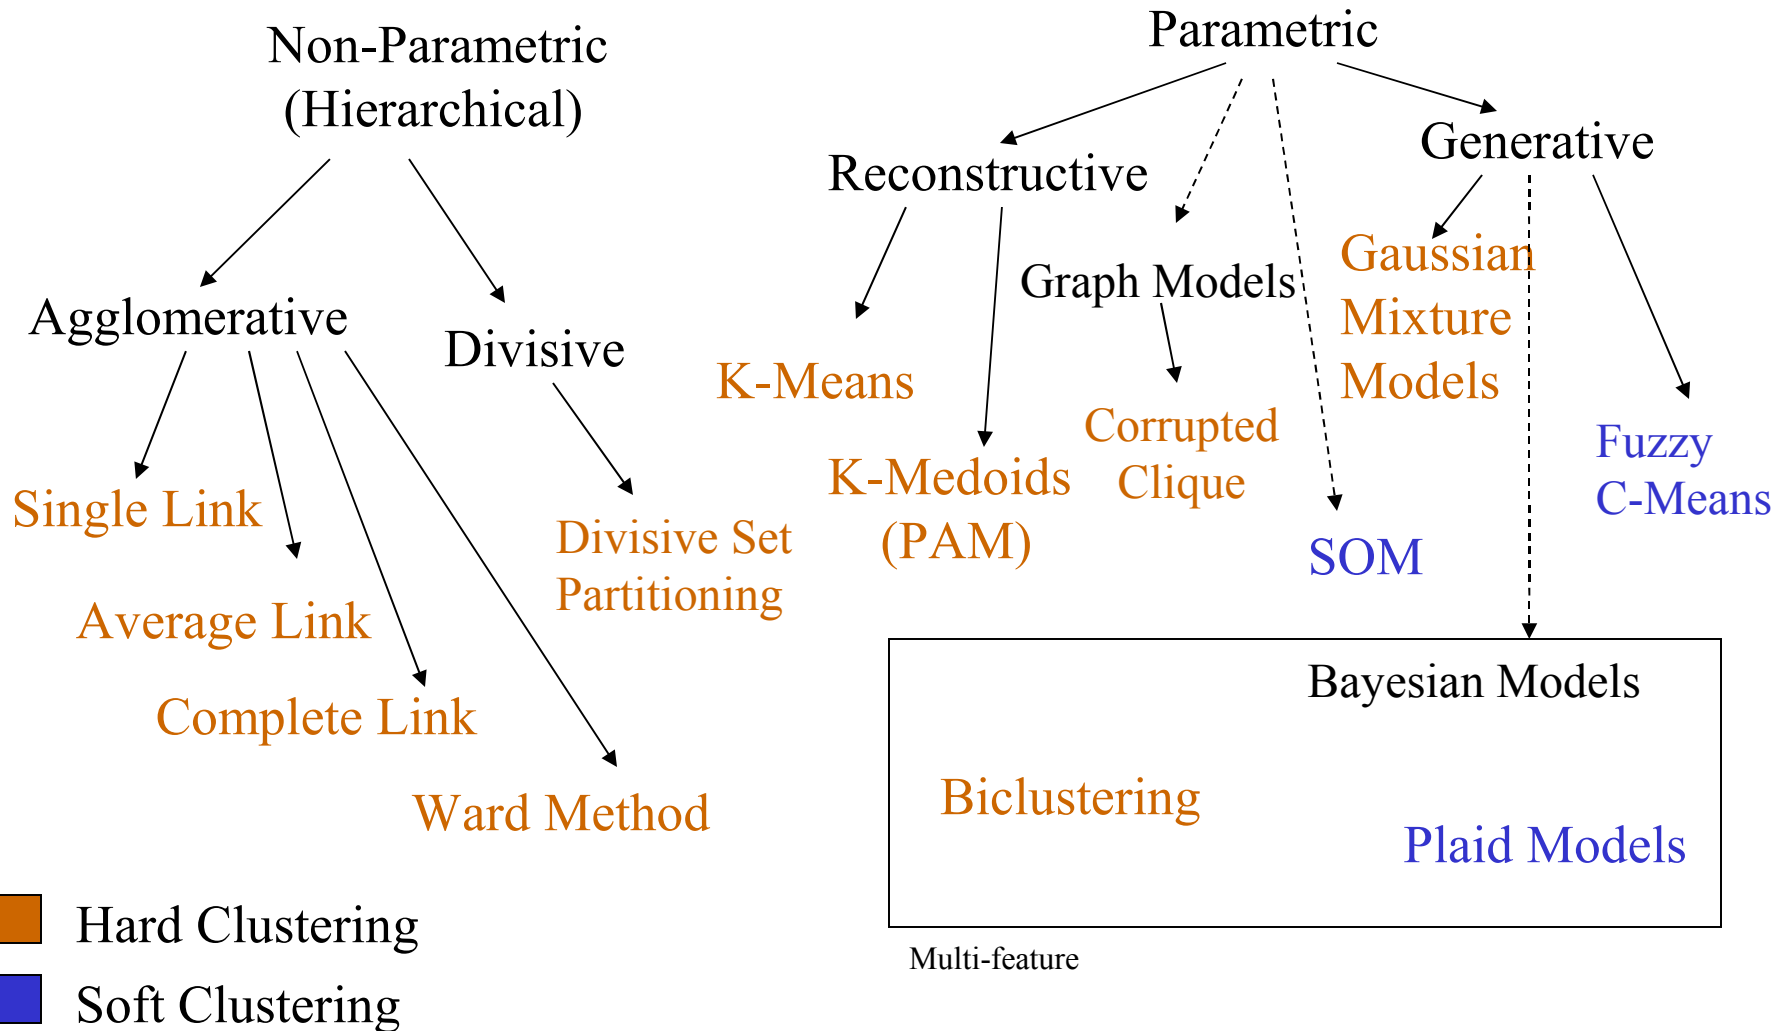 Non-Parametric
(Hierarchical)
Agglomerative
Divisive
Single Link
Average Link
Complete Link
Ward Method
Divisive Set
Partitioning
Parametric
Reconstructive
Generative
Graph Models
K-Means
K-Medoids
(PAM)
Corrupted
Clique
SOM
Gaussian
Mixture
Models
Fuzzy
C-Means
Bayesian Models
Biclustering
Plaid Models
Multi-feature
Hard Clustering
Soft Clustering